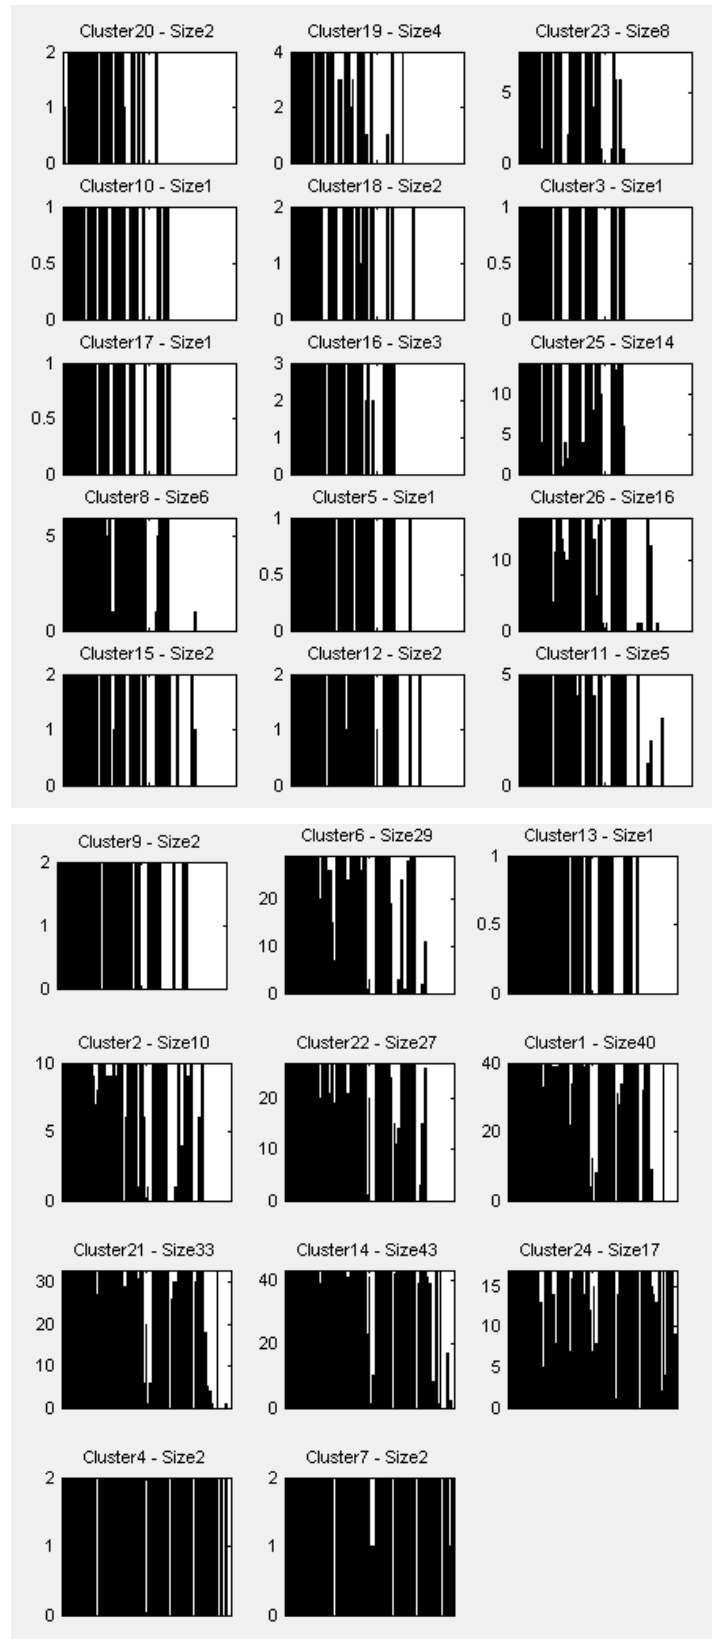 Cluster20 - Size2 Cluster19 - Size4 Cluster23 - Size8
2 4 5
1 2 0
0 0
Cluster10 - Size1 Cluster18 - Size2 Cluster3 - Size1
1 2 1
0.5 1 0.5
0 0 0
Cluster17 - Size1 Cluster16 - Size3 Cluster25 - Size14
1 3 10
0.5 2 5
0 1 0
0
Cluster8 - Size6 Cluster5 - Size1 Cluster26 - Size16
5 1 10
0 0.5 0
0
Cluster15 - Size2 Cluster12 - Size2 Cluster11 - Size5
2 2 5
1 1 0
0 0
Cluster9 - Size2 Cluster6 - Size29 Cluster13 - Size1
2 20 1
1 10 0.5
0 0 0
Cluster2 - Size10 Cluster22 - Size27 Cluster1 - Size40
10 20 40
5 10 20
0 0 0
Cluster21 - Size33 Cluster14 - Size43 Cluster24 - Size17
30 40 15
20 20 10
10 0 5
0 0
Cluster4 - Size2 Cluster7 - Size2
2 2
1 1
0 0